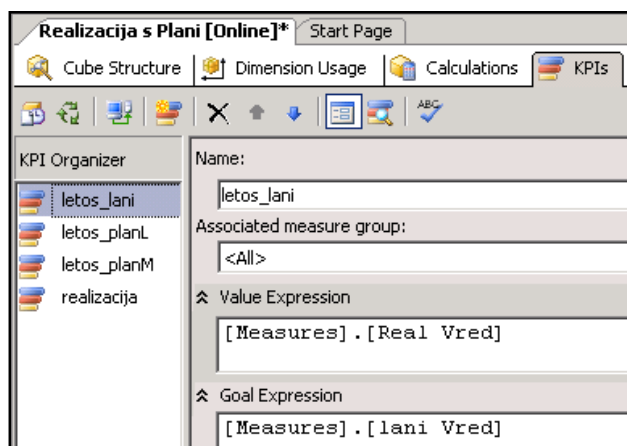 Realizacija s Plani [Online]* Start Page
Cube Structure Dimension Usage Calculations KPIs
ABC
KPI Organizer
letos_lani
letos_planL
letos_planM
realizacija
Name:
letos_lani
Associated measure group:
<All>
Value Expression
[Measures].[Real Vred]
Goal Expression
[Measures].[lani Vred]